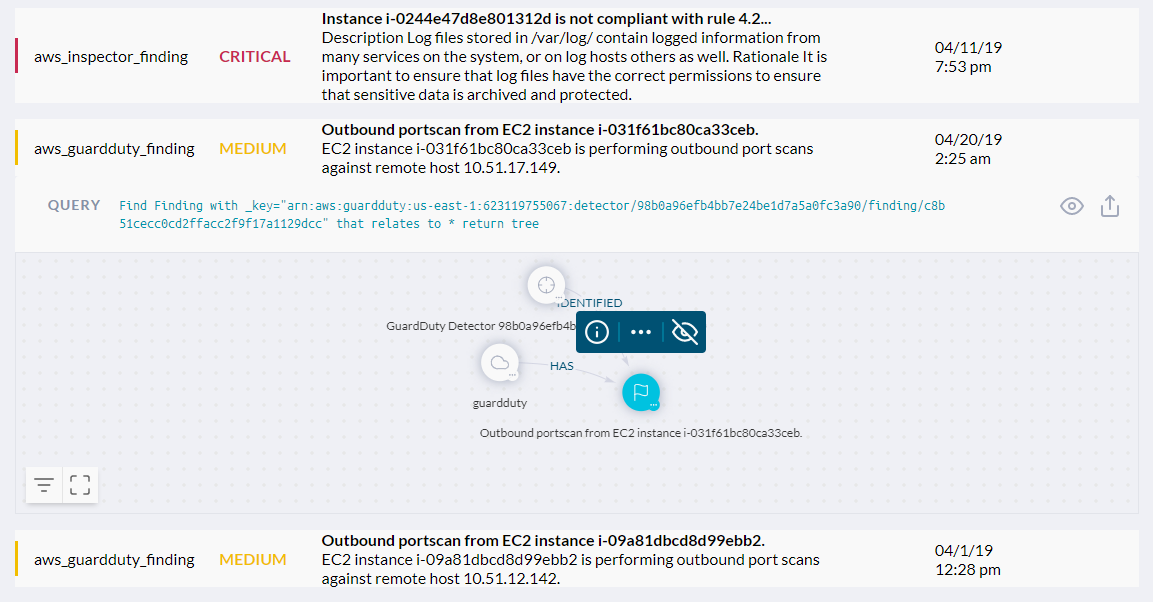 Instance i-0244e47d8e801312d is not compliant with rule 4.2...
aws_inspector_finding
CRITICAL
Description Log files stored in /var/log/ contain logged information from
many services on the system, or on log hosts others as well. Rationale It is
important to ensure that log files have the correct permissions to ensure
that sensitive data is archived and protected.
04/11/19
7:53 pm
aws_guardduty_finding
MEDIUM
Outbound portscan from EC2 instance i-031f61bc80ca33ceb.
EC2 instance i-031f61bc80ca33ceb is performing outbound port scans
against remote host 10.51.17.149.
04/20/19
2:25 am
QUERY
Find Finding with _key="arn:aws:guardduty:us-east-1:623119755067:detector/98b0a96efb4bb7e24be1d7a5a0fc3a90/finding/c8b
51cecc0cd2ffacc2f9f17a1129dcc" that relates to * return tree
IDENTIFIED
GuardDuty Detector 98b0a96efb4b
HAS
guardduty
Outbound portscan from EC2 instance i-031f61bc80ca33ceb.
aws_guardduty_finding
MEDIUM
Outbound portscan from EC2 instance i-09a81dbcd8d99ebb2.
EC2 instance i-09a81dbcd8d99ebb2 is performing outbound port scans
against remote host 10.51.12.142.
04/1/19
12:28 pm